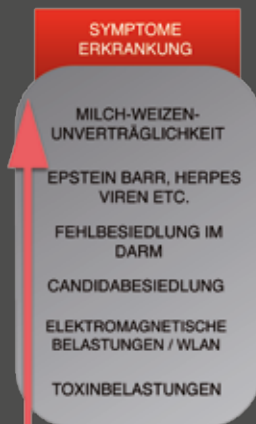 SYMPTOME
ERKRANKUNG
MILCH-WEIZEN-
UNVERTRÄGLICHKEIT
EPSTEIN BARR, HERPES
VIREN ETC.
FEHLBESIEDLUNG IM
DARM
CANDIDABESIEDLUNG
ELEKTROMAGNETISCHE
BELASTUNGEN / WLAN
TOXINBELASTUNGEN